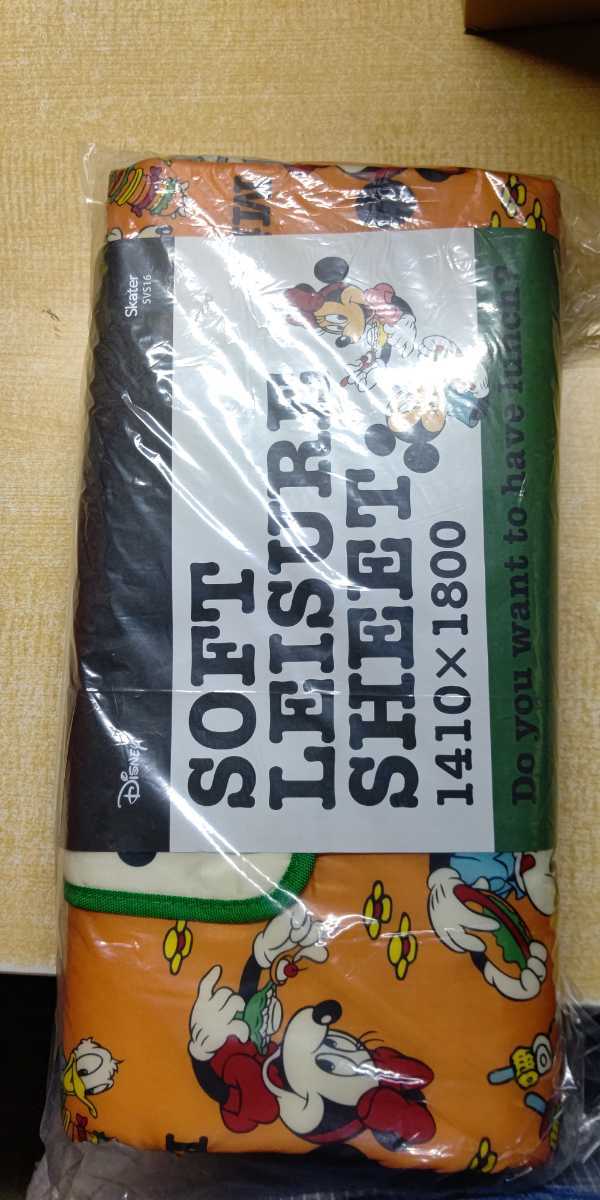 Skater
SVS16
Disney
SOFT
LEISURE
SHEET.
1410×1800
Do you want to have lunch?